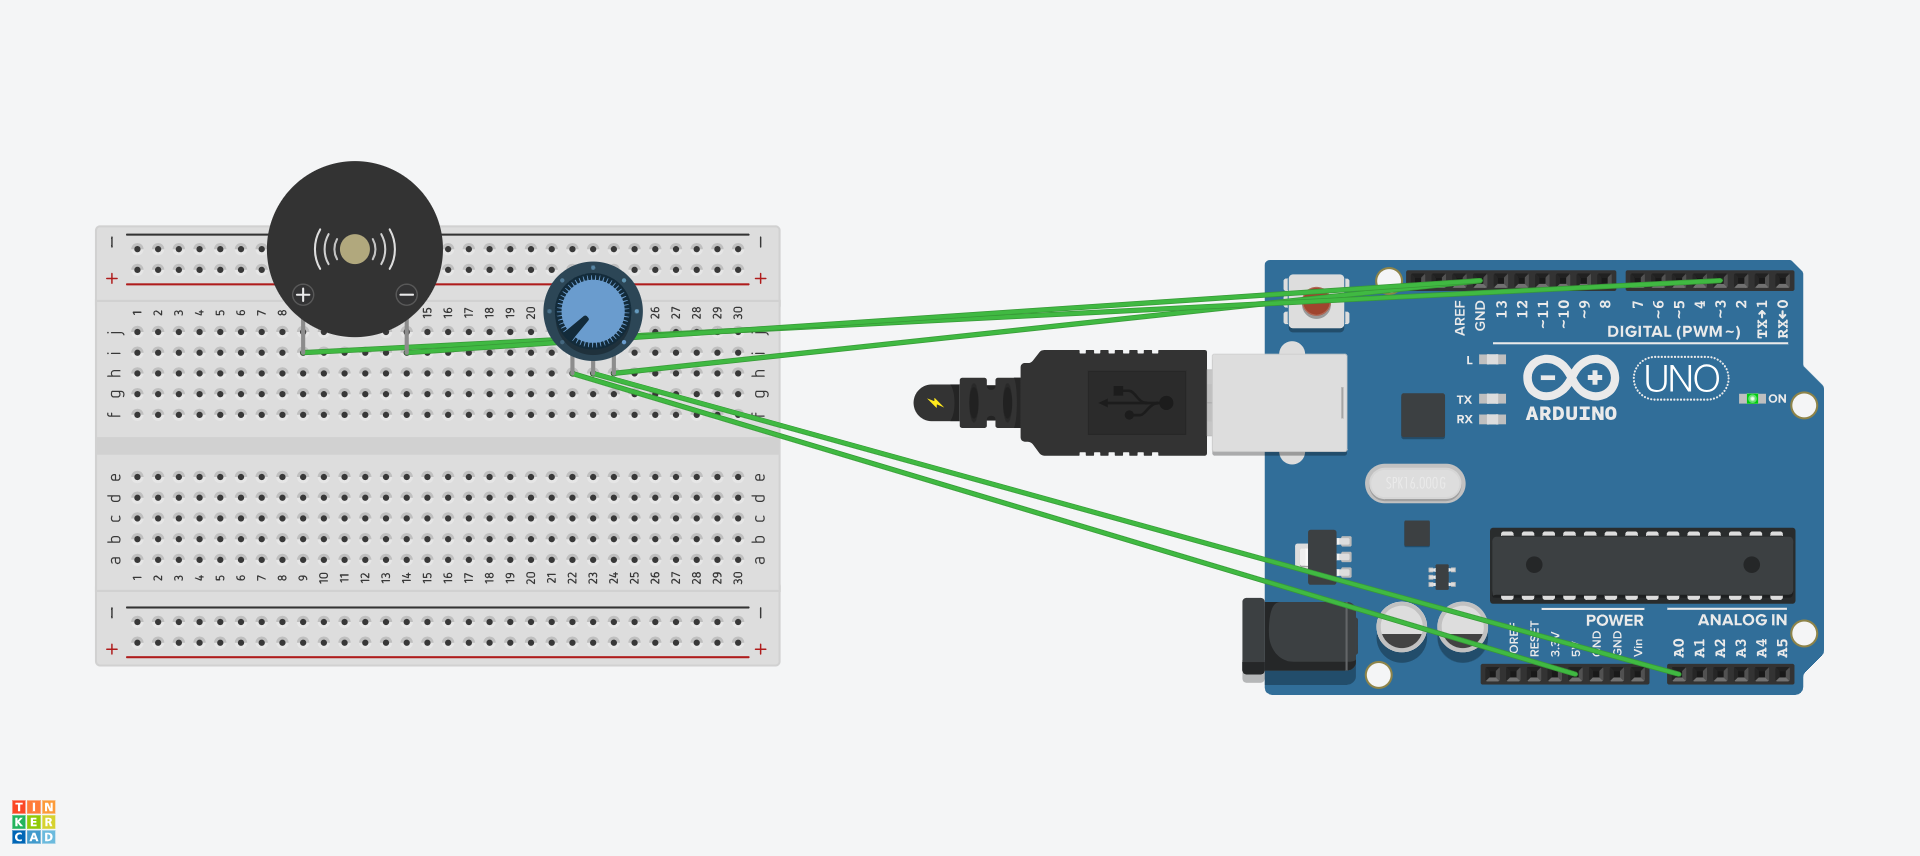 − −
+ +
+ −
1 2 3 4 5 6 7 8 15 16 17 18 19 20 26 27 28 29 30
j j
i i
h h
g g
f f
e e
d d
c c
b b
a a
1 2 3 4 5 6 7 8 9 10 11 12 13 14 15 16 17 18 19 20 21 22 23 24 25 26 27 28 29 30
− −
+ +
AREF GND 13 12 ~11 ~10 ~9 8 7 ~6 ~5 4 ~3 2 TX→1 RX←0
DIGITAL (PWM~)
L
TX
RX
UNO
ARDUINO
ON
SPK16.000G
POWER ANALOG IN
IOREF RESET 3.3V 5V GND GND Vin A0 A1 A2 A3 A4 A5
TIN
KER
CAD